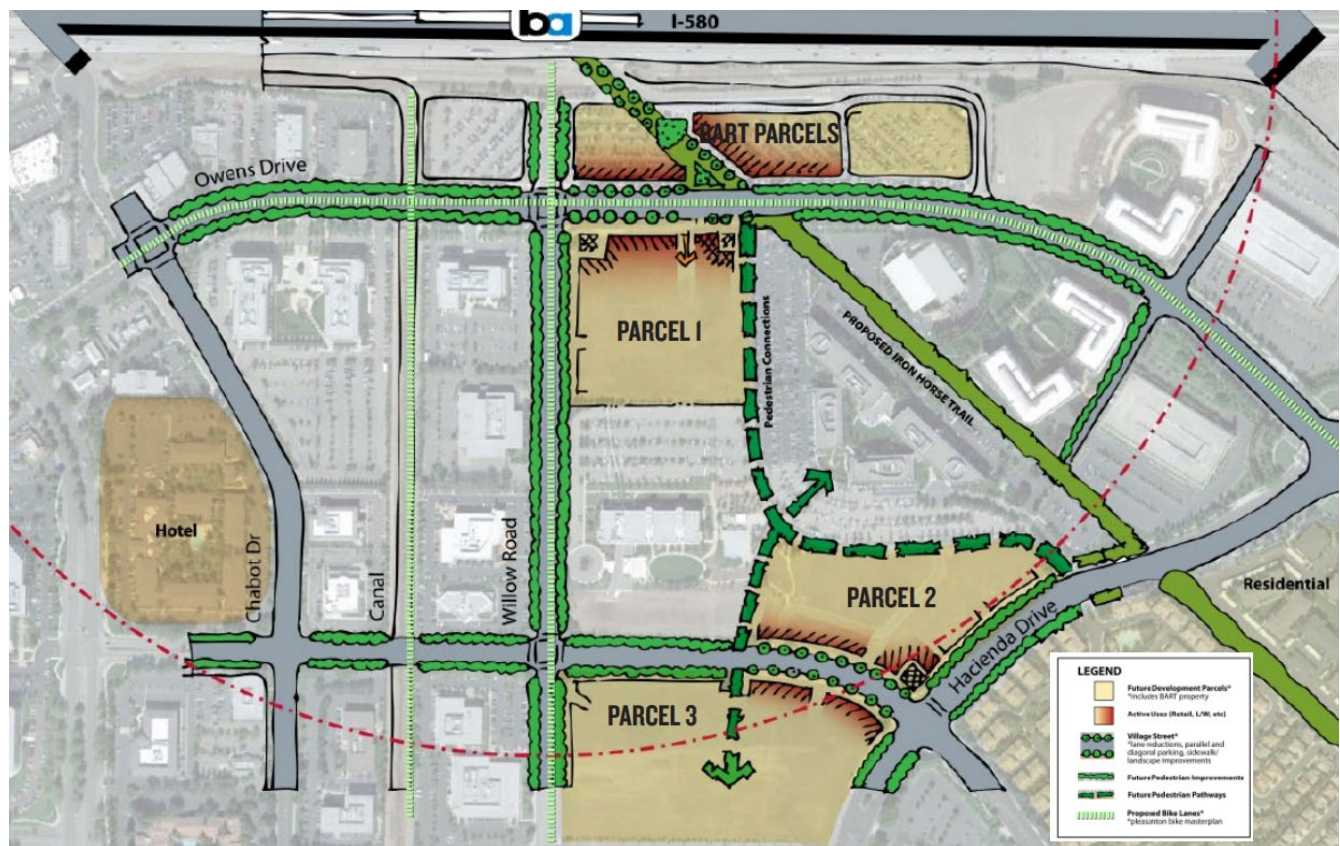 ba
I-580
BART PARCELS
Owens Drive
PARCEL 1
Pedestrian Connections
PROPOSED IRON HORSE TRAIL
Hotel
Chabot Dr
Canal
Willow Road
PARCEL 2
Hacienda Drive
Residential
PARCEL 3
LEGEND
Future Development Parcels*
*includes BART property
Active Uses (Retail, L/W, etc)
Village Street*
*lane reductions, parallel and
diagonal parking, sidewalk/
landscape improvements
Future Pedestrian Improvements
Future Pedestrian Pathways
Proposed Bike Lanes*
*pleasanton bike masterplan